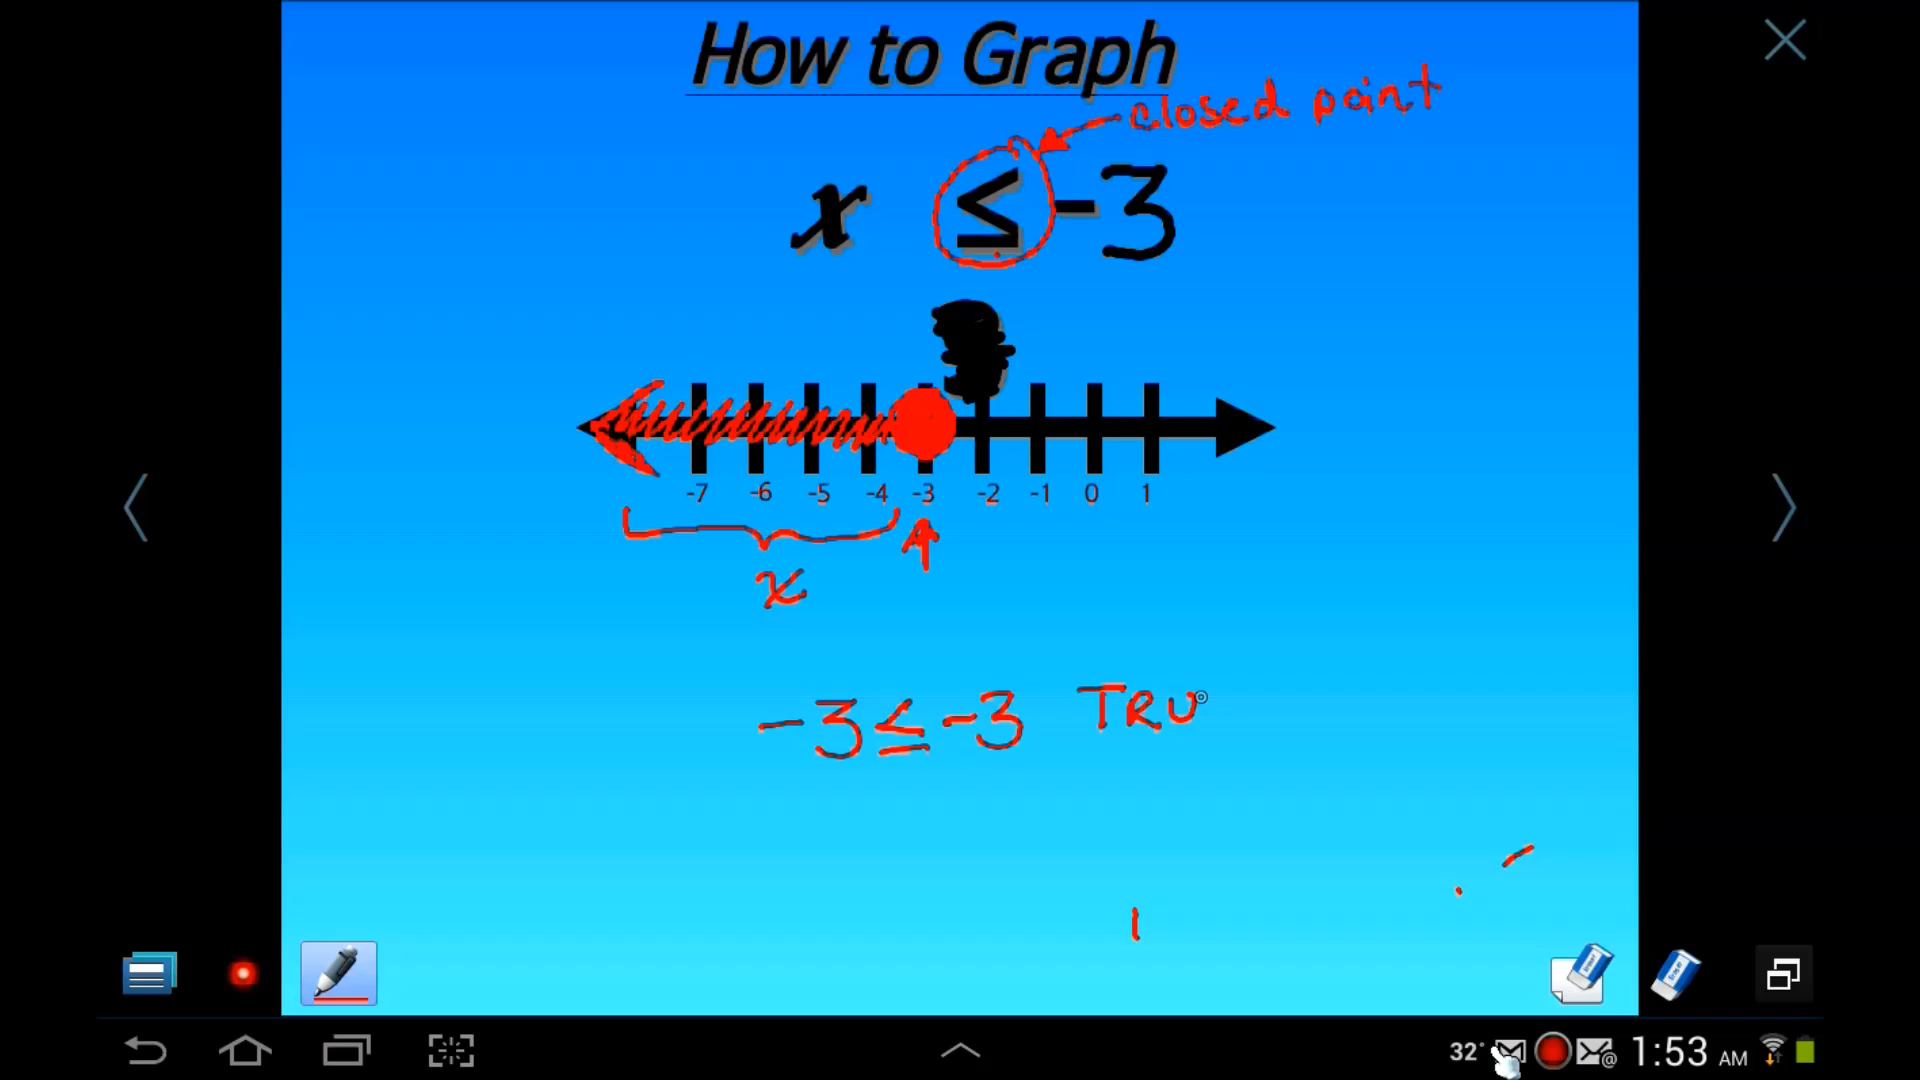 How to Graph
closed point
x ≤ -3
-7 -6 -5 -4 -3 -2 -1 0 1
x
-3 ≤ -3 TRU
32° 1:53 AM